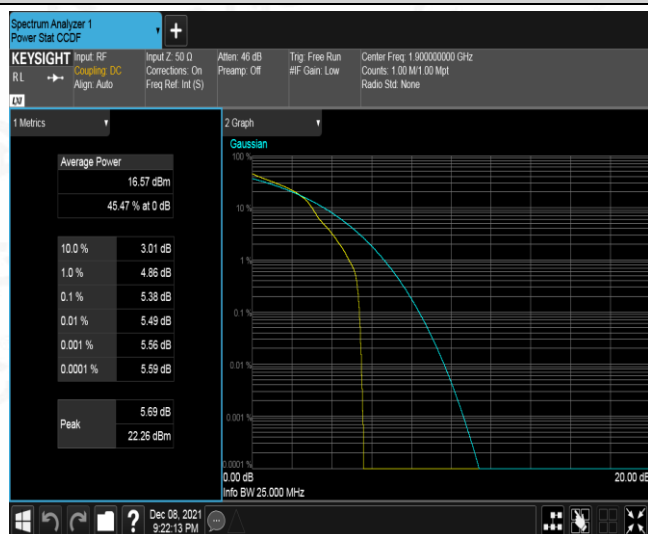 Spectrum Analyzer 1
Power Stat CCDF
+
KEYSIGHT Input: RF Input Z: 50 Ω Atten: 46 dB Trig: Free Run Center Freq: 1.900000000 GHz
RL Coupling: DC Corrections: On Preamp: Off #IF Gain: Low Counts: 1.00 M/1.00 Mpt
Align: Auto Freq Ref: Int (S) Radio Std: None
LXI
1 Metrics
Average Power
16.57 dBm
45.47 % at 0 dB
10.0 % 3.01 dB
1.0 % 4.86 dB
0.1 % 5.38 dB
0.01 % 5.49 dB
0.001 % 5.56 dB
0.0001 % 5.59 dB
Peak 5.69 dB
22.26 dBm
2 Graph
Gaussian
100 %
10 %
1 %
0.1 %
0.01 %
0.001 %
0.0001 %
0.00 dB 20.00 dB
Info BW 25.000 MHz
? Dec 08, 2021
9:22:13 PM